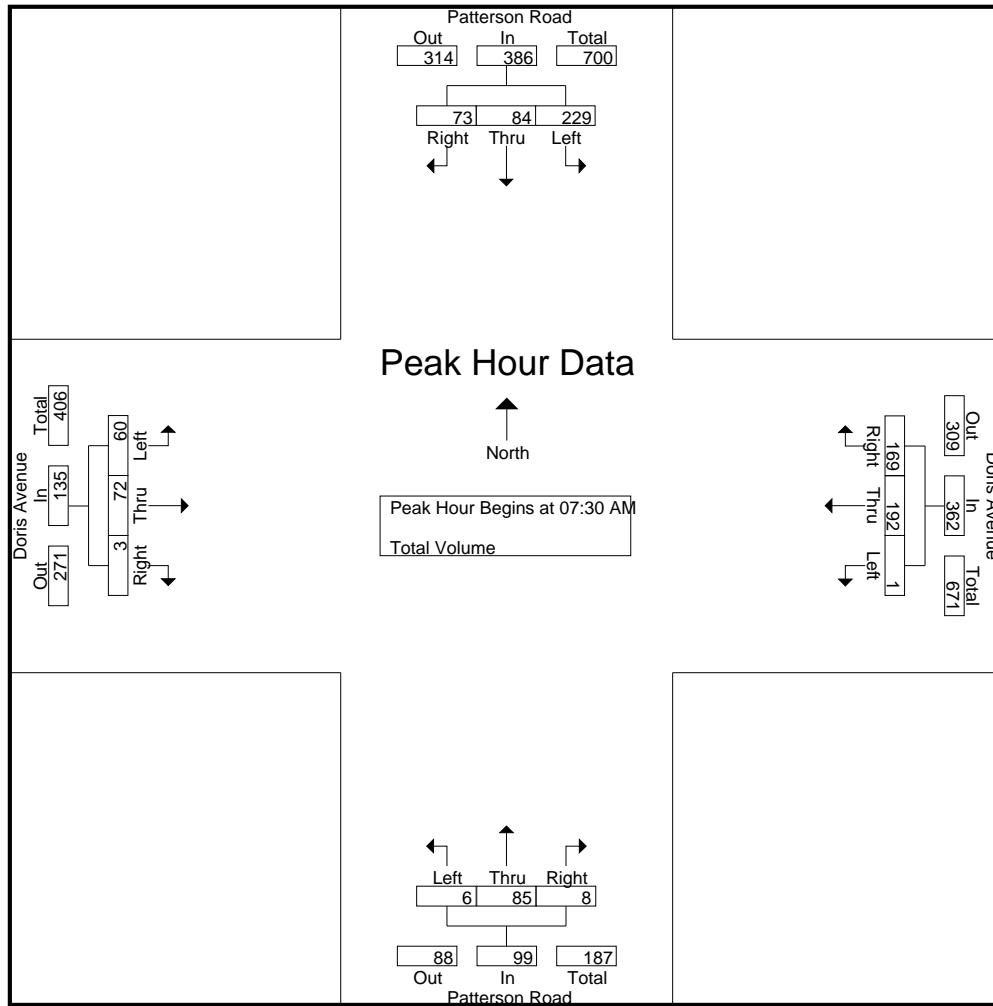 Patterson Road
Out In Total
314 386 700
73 84 229
Right Thru Left
Peak Hour Data
North
Peak Hour Begins at 07:30 AM
Total Volume
Doris Avenue
Total In Out
406 135 271
60 72 3
Left Thru Right
Doris Avenue
Out In Total
309 362 671
169 192 1
Right Thru Left
Left Thru Right
6 85 8
88 99 187
Out In Total
Patterson Road